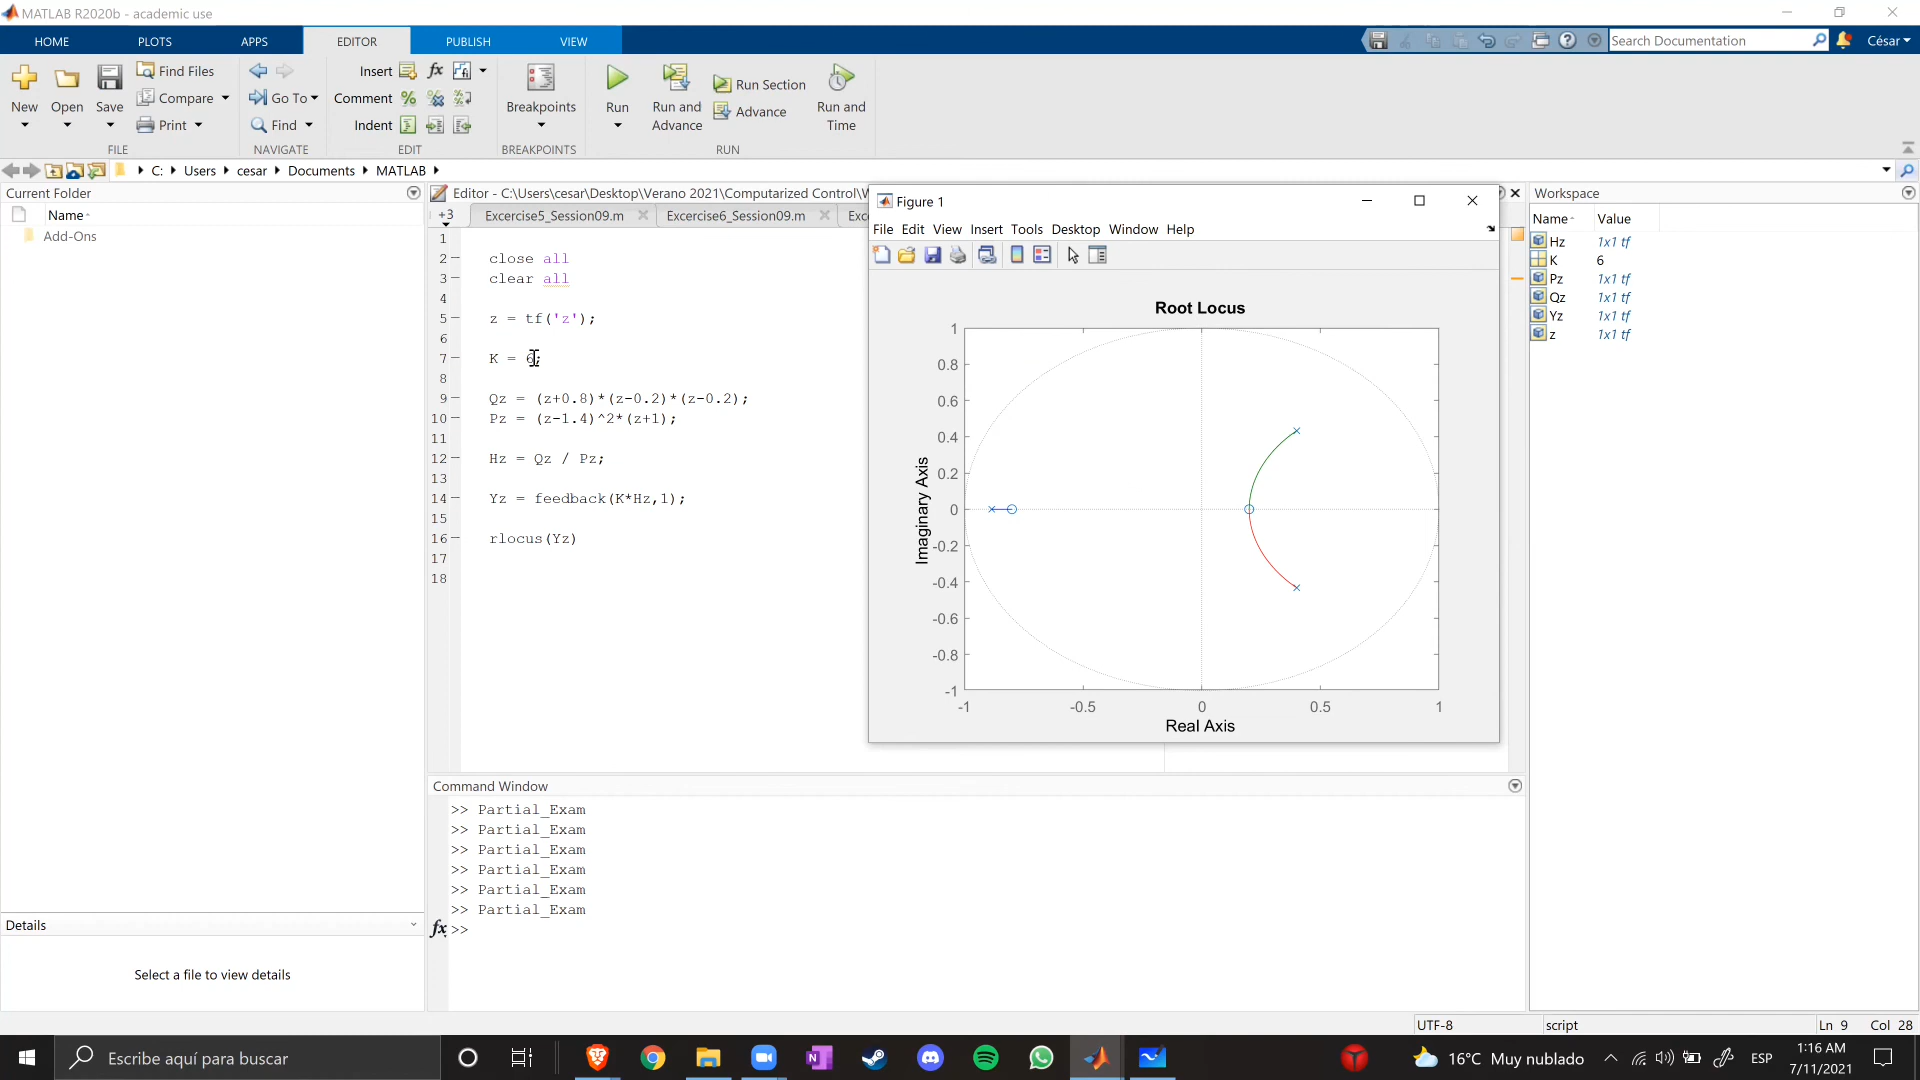 MATLAB R2020b - academic use
HOME PLOTS APPS EDITOR PUBLISH VIEW
Search Documentation César
New Open Save Find Files Compare Print
FILE
Go To Find
NAVIGATE
Insert fx
Comment
Indent
EDIT
Breakpoints
BREAKPOINTS
Run Run and Advance Run Section Advance Run and Time
RUN
C: Users cesar Documents MATLAB
Current Folder
Name
Add-Ons
Details
Select a file to view details
Editor - C:\Users\cesar\Desktop\Verano 2021\Computarized Control\
+3 Excercise5_Session09.m Excercise6_Session09.m Exc
1
2 close all
3 clear all
4
5 z = tf('z');
6
7 K = 6;
8
9 Qz = (z+0.8)*(z-0.2)*(z-0.2);
10 Pz = (z-1.4)^2*(z+1);
11
12 Hz = Qz / Pz;
13
14 Yz = feedback(K*Hz,1);
15
16 rlocus(Yz)
17
18
Figure 1
File Edit View Insert Tools Desktop Window Help
Root Locus
Imaginary Axis
1
0.8
0.6
0.4
0.2
0
-0.2
-0.4
-0.6
-0.8
-1
-1 -0.5 0 0.5 1
Real Axis
Command Window
>> Partial_Exam
>> Partial_Exam
>> Partial_Exam
>> Partial_Exam
>> Partial_Exam
>> Partial_Exam
fx >>
Workspace
Name Value
Hz 1x1 tf
K 6
Pz 1x1 tf
Qz 1x1 tf
Yz 1x1 tf
z 1x1 tf
UTF-8 script Ln 9 Col 28
Escribe aquí para buscar
16°C Muy nublado ESP
1:16 AM
7/11/2021